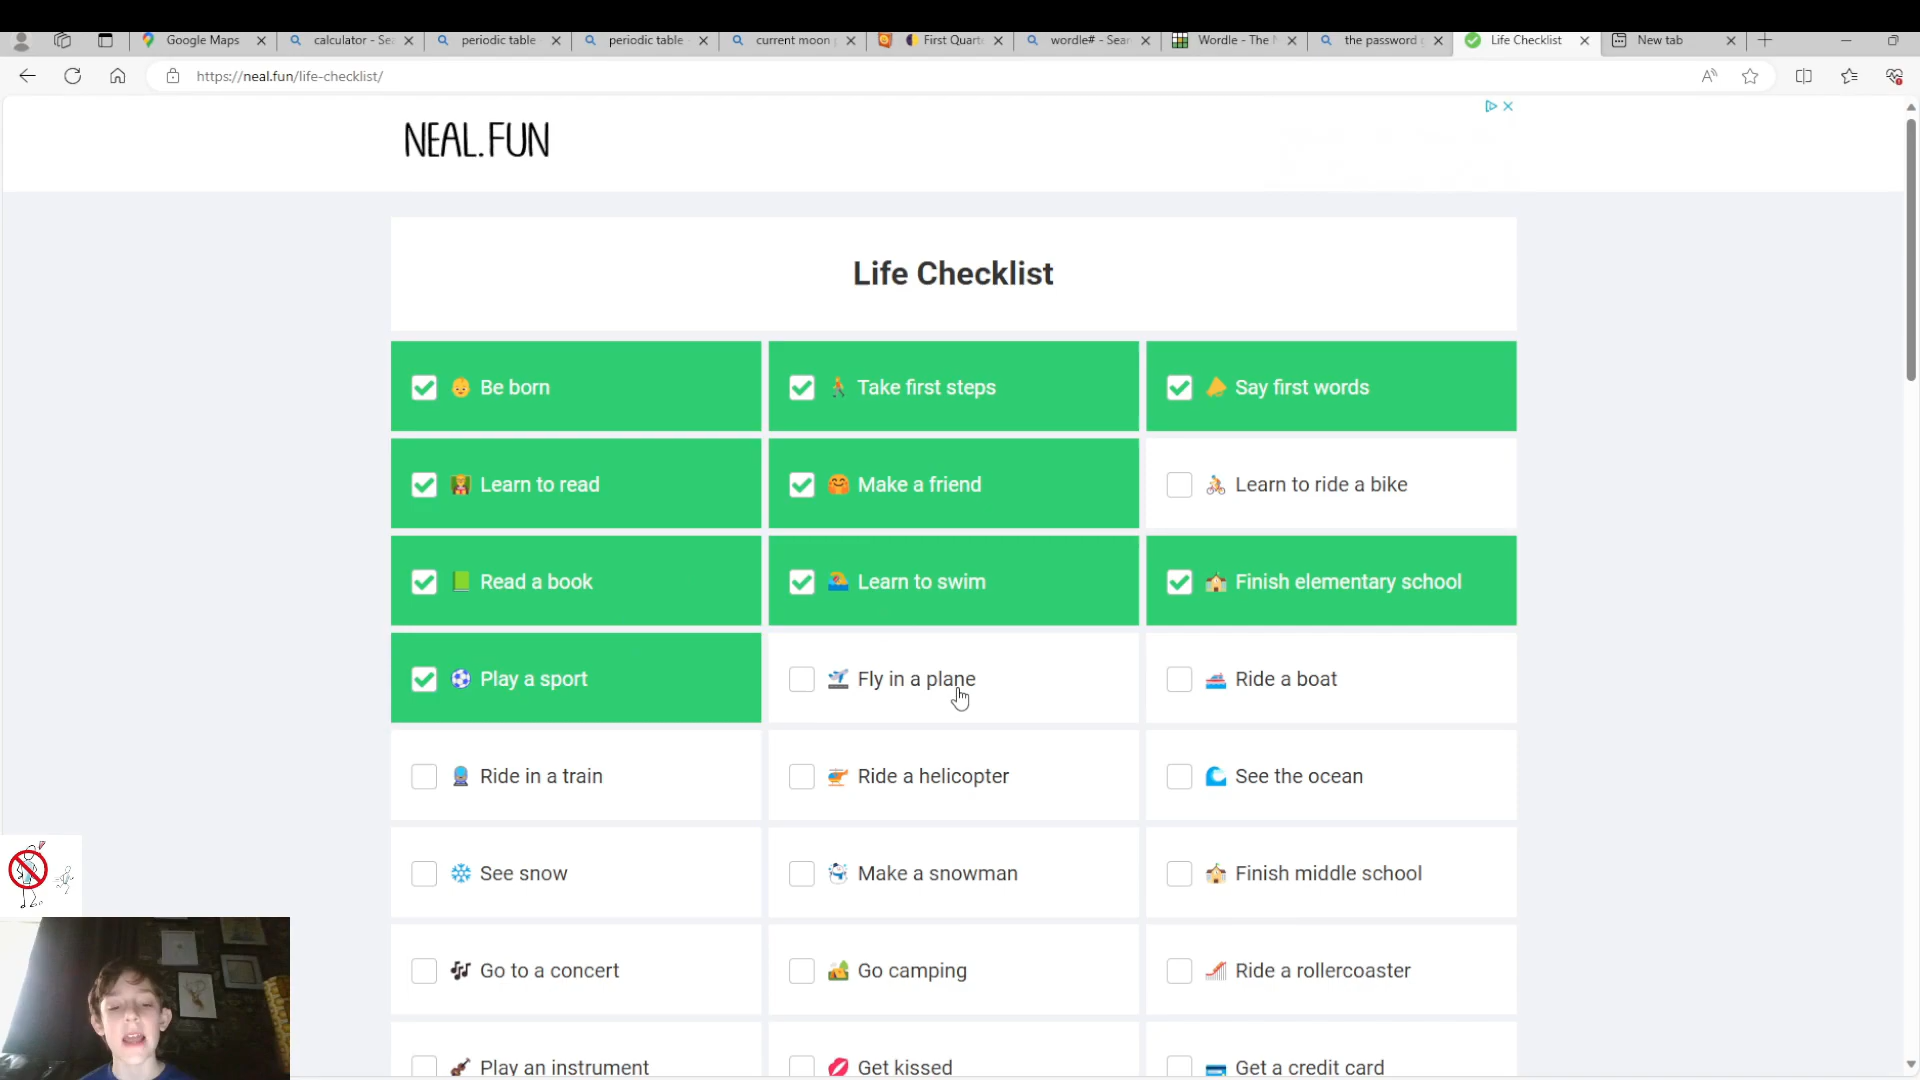 Google Maps
calculator - Sea
periodic table
periodic table
current moon p
First Quart
wordle# - Sear
Wordle - The N
the password g
Life Checklist
New tab
https://neal.fun/life-checklist/
NEAL.FUN
Life Checklist
Be born
Take first steps
Say first words
Learn to read
Make a friend
Learn to ride a bike
Read a book
Learn to swim
Finish elementary school
Play a sport
Fly in a plane
Ride a boat
Ride in a train
Ride a helicopter
See the ocean
See snow
Make a snowman
Finish middle school
Go to a concert
Go camping
Ride a rollercoaster
Play an instrument
Get kissed
Get a credit card